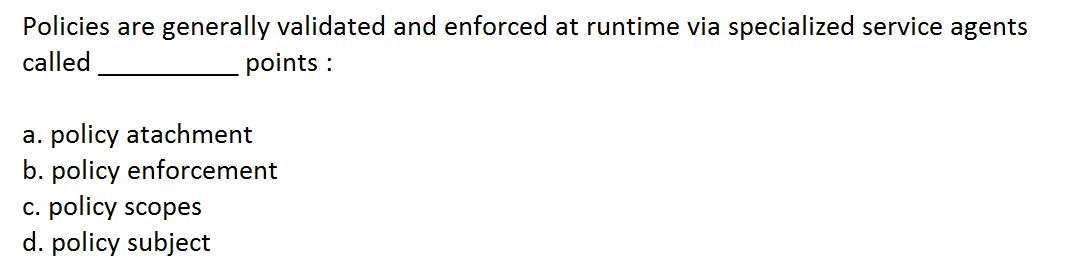 Policies are generally validated and enforced at runtime via specialized service agents
called __________ points :
a. policy atachment
b. policy enforcement
c. policy scopes
d. policy subject